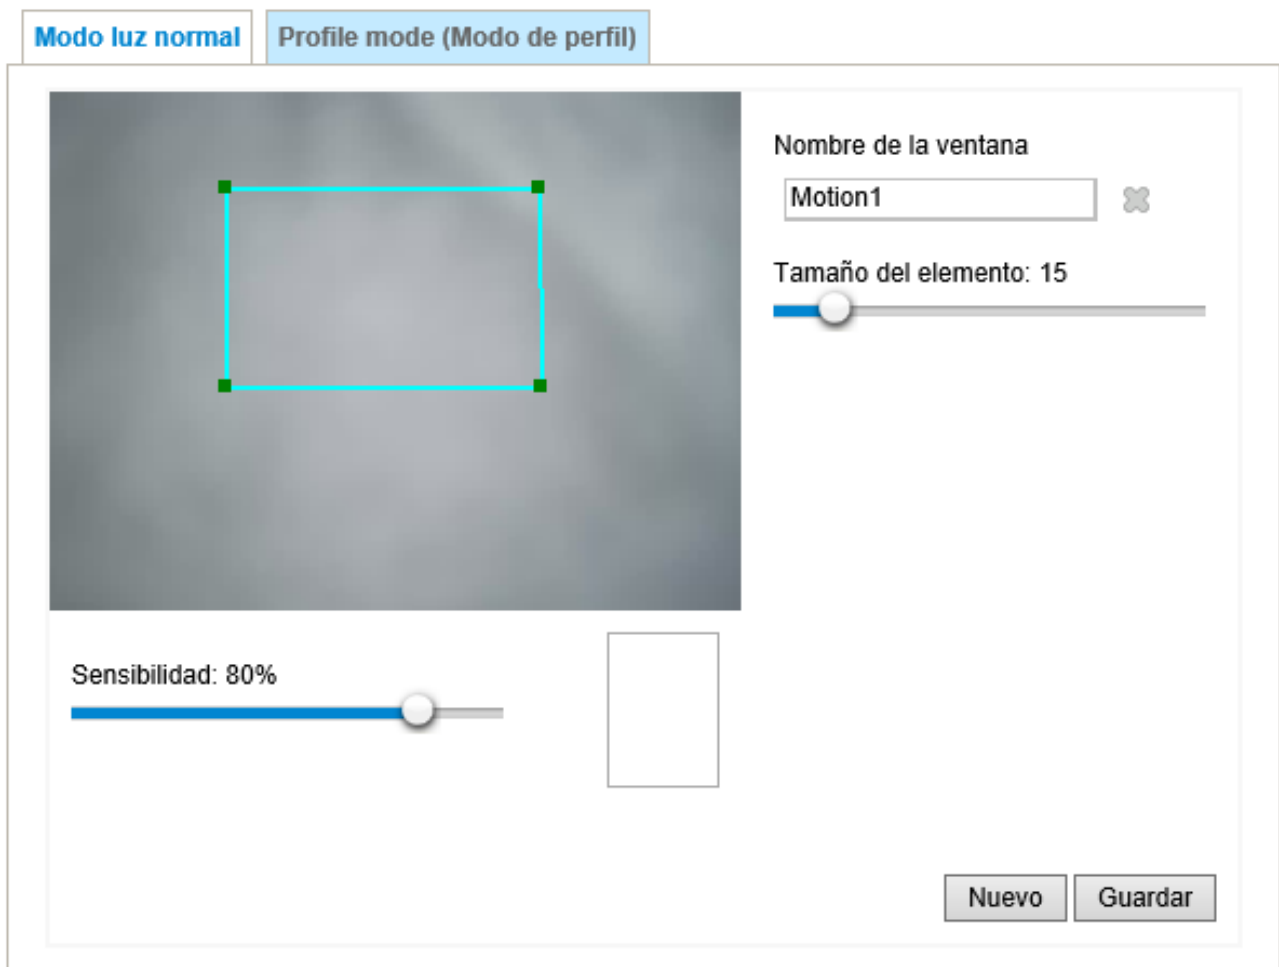 Modo luz normal
Profile mode (Modo de perfil)
Nombre de la ventana
Motion1
Tamaño del elemento: 15
Sensibilidad: 80%
Nuevo
Guardar